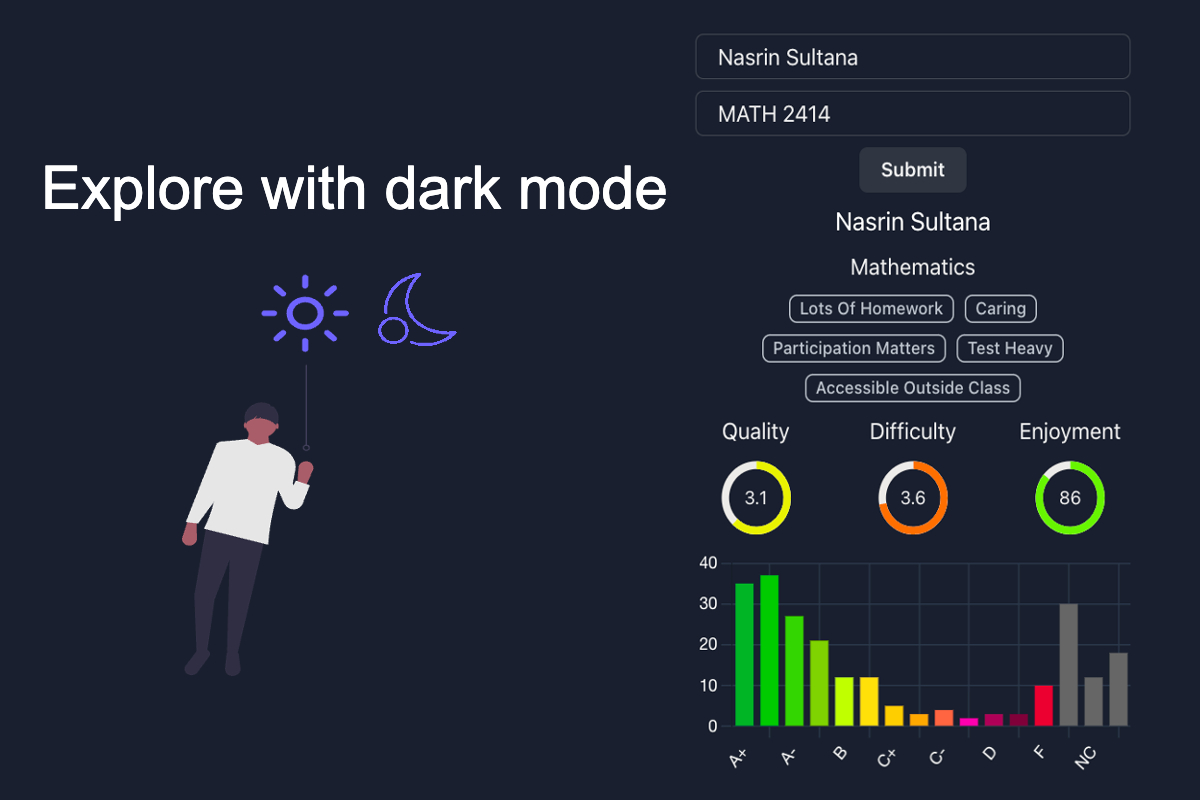 Explore with dark mode
Nasrin Sultana
MATH 2414
Submit
Nasrin Sultana
Mathematics
Lots Of Homework Caring
Participation Matters Test Heavy
Accessible Outside Class
Quality Difficulty Enjoyment
3.1 3.6 86
40
30
20
10
0
A+ A- B C+ C- D F NC